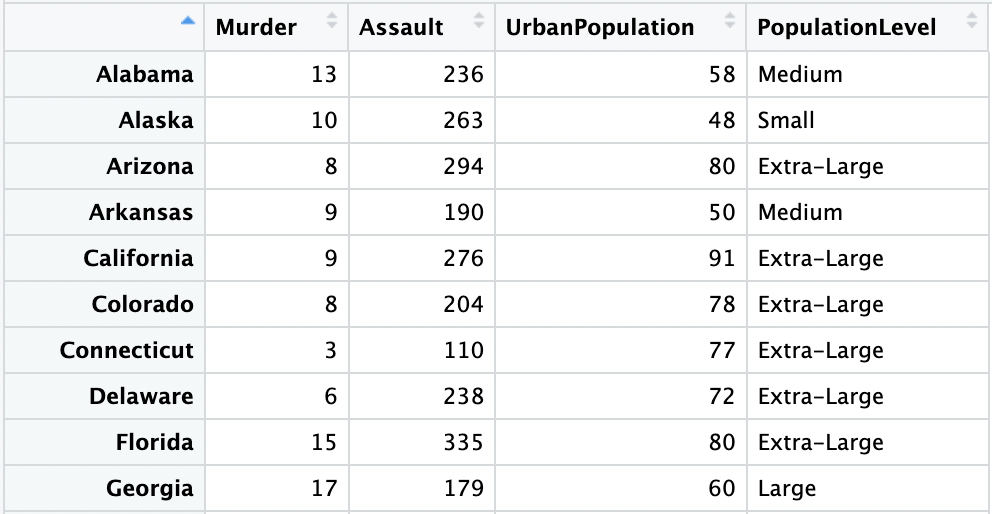 Murder Assault UrbanPopulation PopulationLevel
Alabama 13 236 58 Medium
Alaska 10 263 48 Small
Arizona 8 294 80 Extra-Large
Arkansas 9 190 50 Medium
California 9 276 91 Extra-Large
Colorado 8 204 78 Extra-Large
Connecticut 3 110 77 Extra-Large
Delaware 6 238 72 Extra-Large
Florida 15 335 80 Extra-Large
Georgia 17 179 60 Large